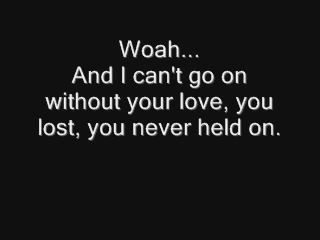 Woah...
And I can't go on
without your love, you
lost, you never held on.